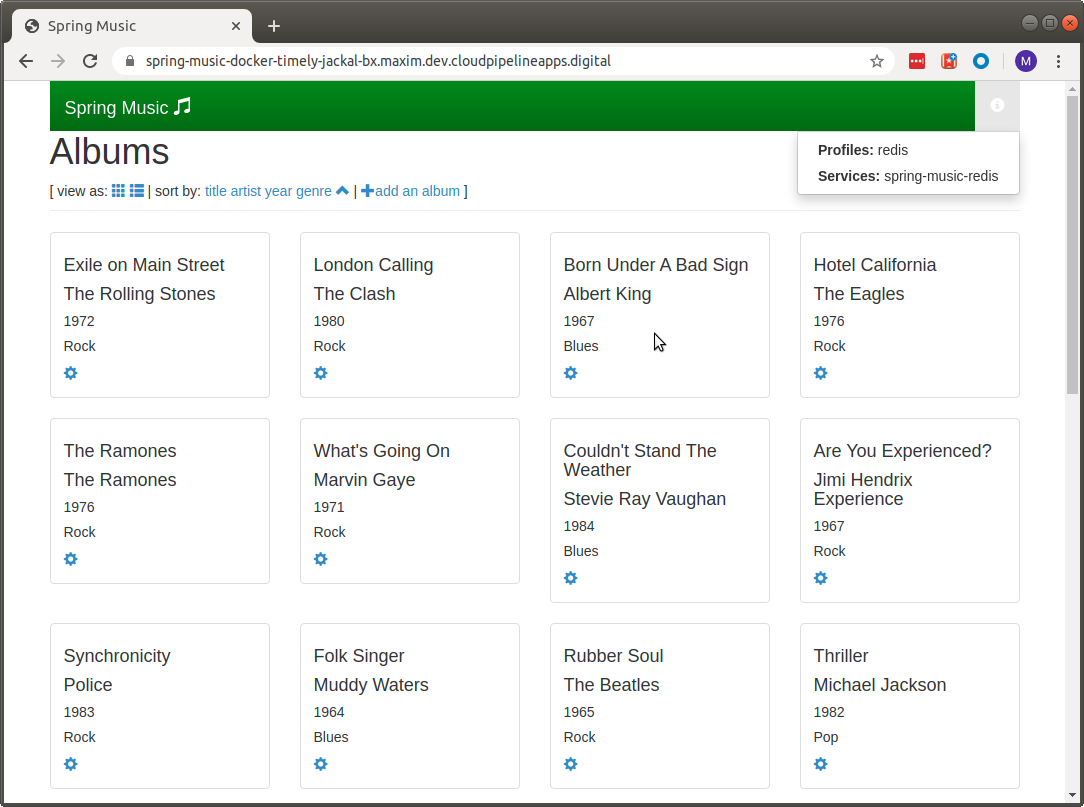 Spring Music
spring-music-docker-timely-jackal-bx.maxim.dev.cloudpipelineapps.digital
M
Spring Music
Albums
Profiles: redis
Services: spring-music-redis
[ view as: | sort by: title artist year genre | add an album ]
Exile on Main Street
The Rolling Stones
1972
Rock
London Calling
The Clash
1980
Rock
Born Under A Bad Sign
Albert King
1967
Blues
Hotel California
The Eagles
1976
Rock
The Ramones
The Ramones
1976
Rock
What's Going On
Marvin Gaye
1971
Rock
Couldn't Stand The
Weather
Stevie Ray Vaughan
1984
Blues
Are You Experienced?
Jimi Hendrix
Experience
1967
Rock
Synchronicity
Police
1983
Rock
Folk Singer
Muddy Waters
1964
Blues
Rubber Soul
The Beatles
1965
Rock
Thriller
Michael Jackson
1982
Pop